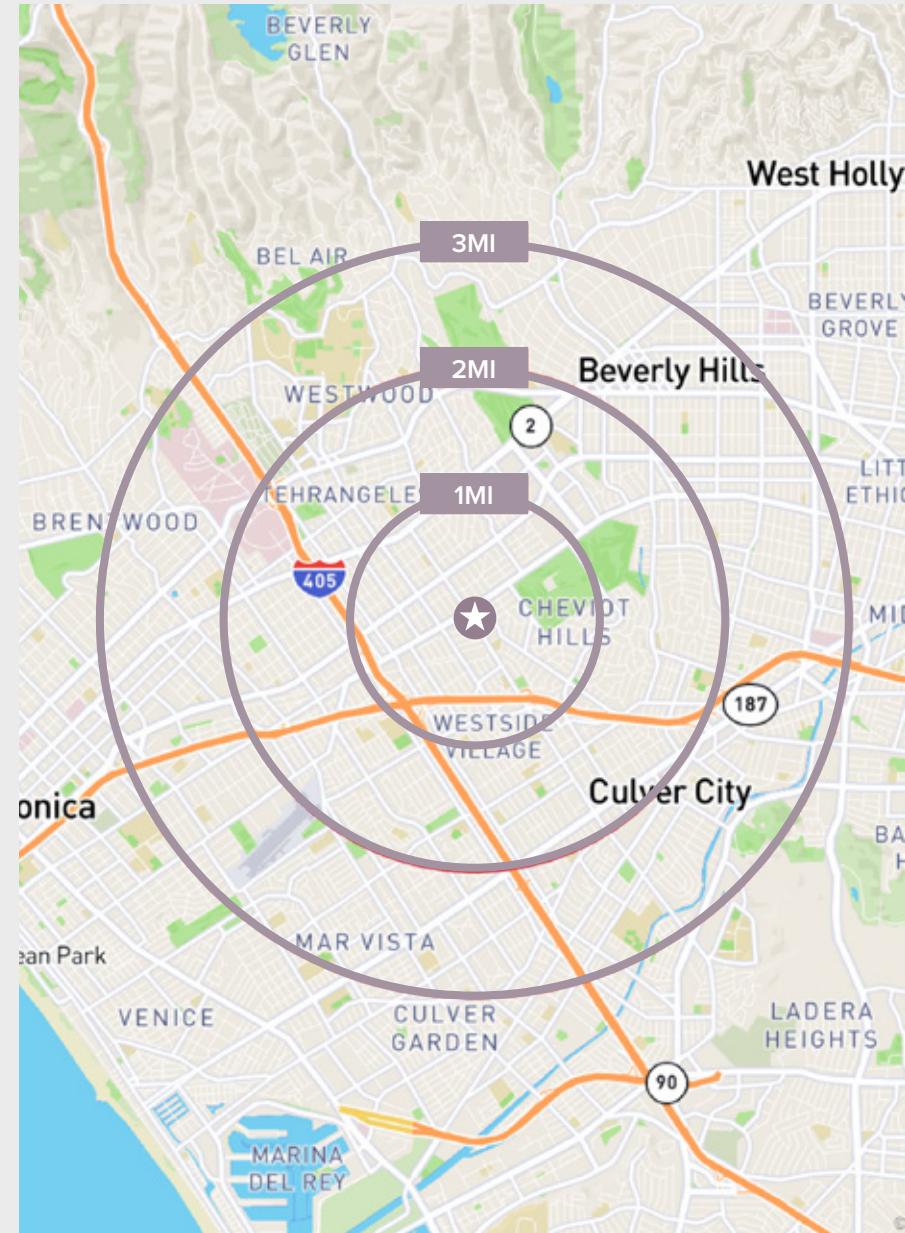 BEVERLY
GLEN
West Holly
3MI
BEL AIR
BEVERLY
GROVE
2MI
Beverly Hills
WESTWOOD
2
LITT
ETHIO
1MI
TEHRANGELE
BRENTWOOD
405
CHEVIOT
HILLS
MID
187
WESTSIDE
VILLAGE
Culver City
onica
BA
H
MAR VISTA
ean Park
VENICE
CULVER
GARDEN
LADERA
HEIGHTS
90
MARINA
DEL REY
©